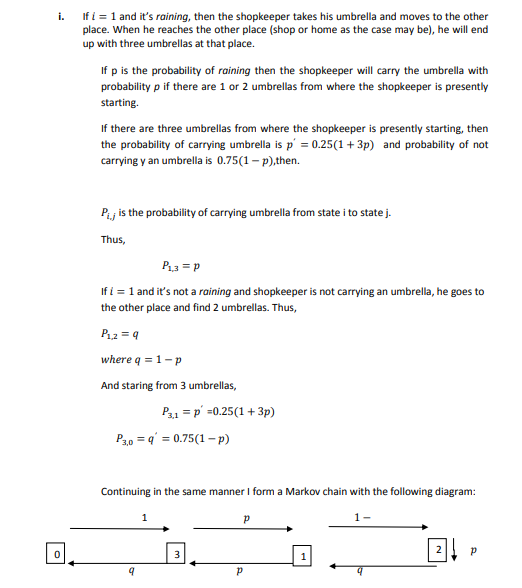 i. If i = 1 and it's raining, then the shopkeeper takes his umbrella and moves to the other
place. When he reaches the other place (shop or home as the case may be), he will end
up with three umbrellas at that place.
If p is the probability of raining then the shopkeeper will carry the umbrella with
probability p if there are 1 or 2 umbrellas from where the shopkeeper is presently
starting.
If there are three umbrellas from where the shopkeeper is presently starting, then
the probability of carrying umbrella is p′ = 0.25(1 + 3p) and probability of not
carrying y an umbrella is 0.75(1 − p),then.
P_{i,j} is the probability of carrying umbrella from state i to state j.
Thus,
P_{1,3} = p
If i = 1 and it's not a raining and shopkeeper is not carrying an umbrella, he goes to
the other place and find 2 umbrellas. Thus,
P_{1,2} = q
where q = 1 − p
And staring from 3 umbrellas,
P_{3,1} = p′ =0.25(1 + 3p)
P_{3,0} = q′ = 0.75(1 − p)
Continuing in the same manner I form a Markov chain with the following diagram:
1 p 1 −
0 3 1 2 p
q p q